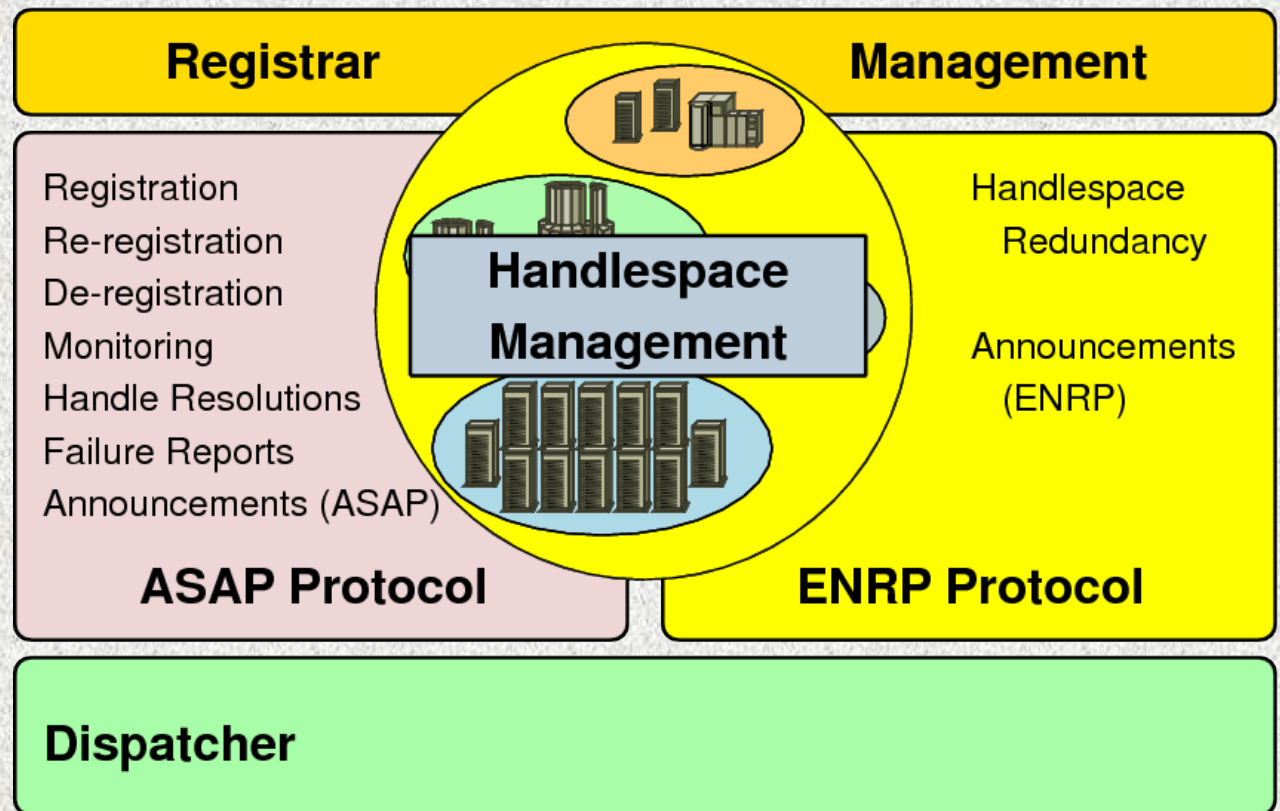 Registrar Management
Registration
Re-registration
De-registration
Monitoring
Handle Resolutions
Failure Reports
Announcements (ASAP)
ASAP Protocol
Handlespace
Management
Handlespace
Redundancy
Announcements
(ENRP)
ENRP Protocol
Dispatcher